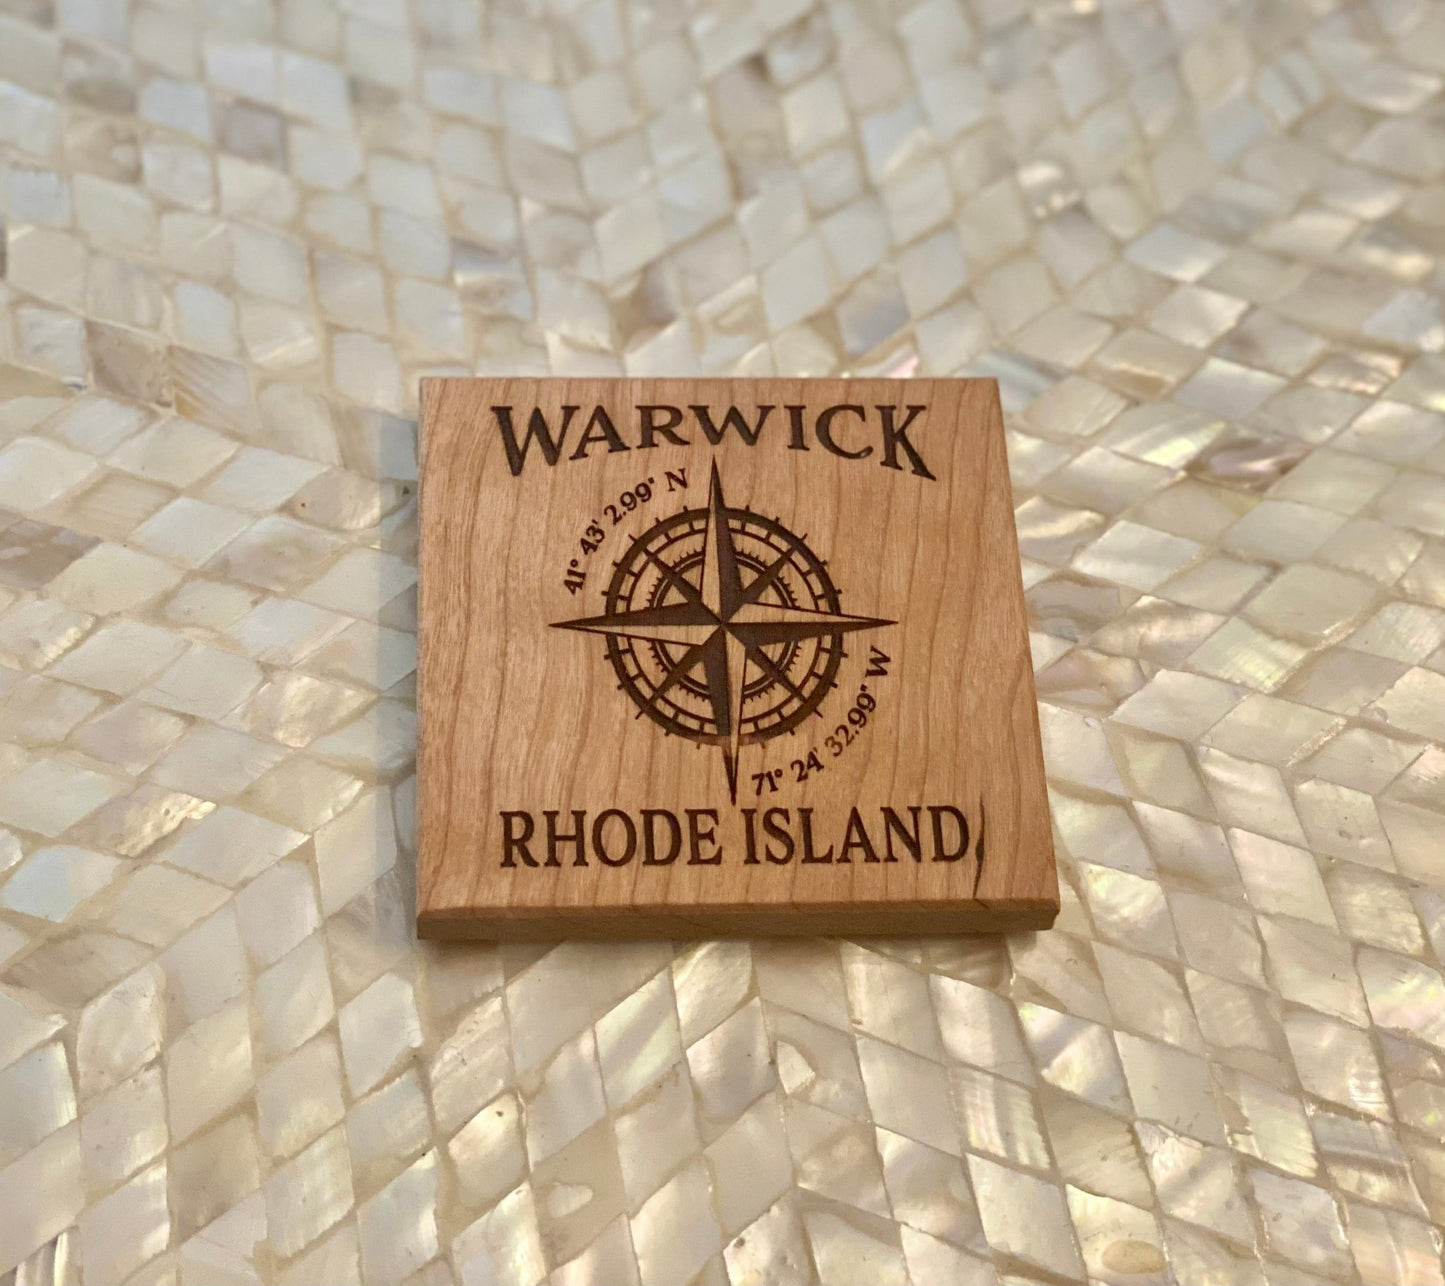 WARWICK
41° 43' 2.99" N
71° 24' 32.99" W
RHODE ISLAND